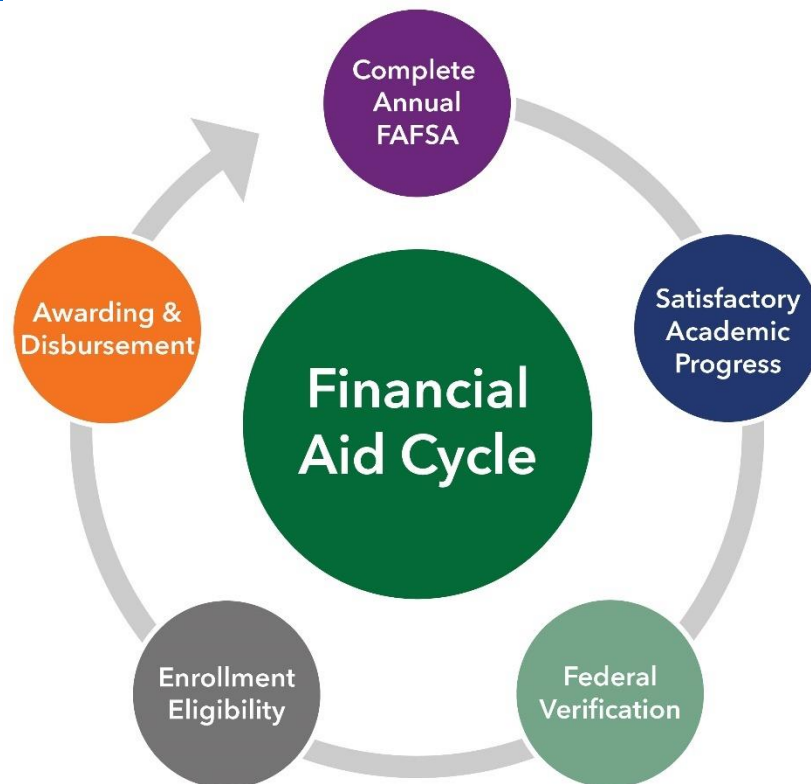 Complete
Annual
FAFSA
Satisfactory
Academic
Progress
Federal
Verification
Enrollment
Eligibility
Awarding &
Disbursement
Financial
Aid Cycle